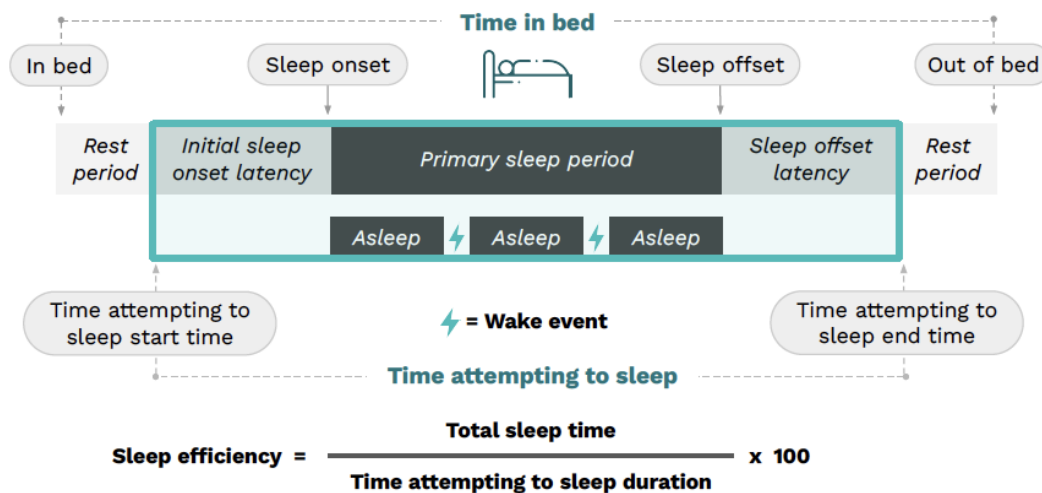 Time in bed
In bed
Sleep onset
Sleep offset
Out of bed
Rest
period
Initial sleep
onset latency
Primary sleep period
Sleep offset
latency
Rest
period
Asleep
Asleep
Asleep
Time attempting to
sleep start time
= Wake event
Time attempting to
sleep end time
Time attempting to sleep
Sleep efficiency =
Total sleep time
Time attempting to sleep duration
x 100